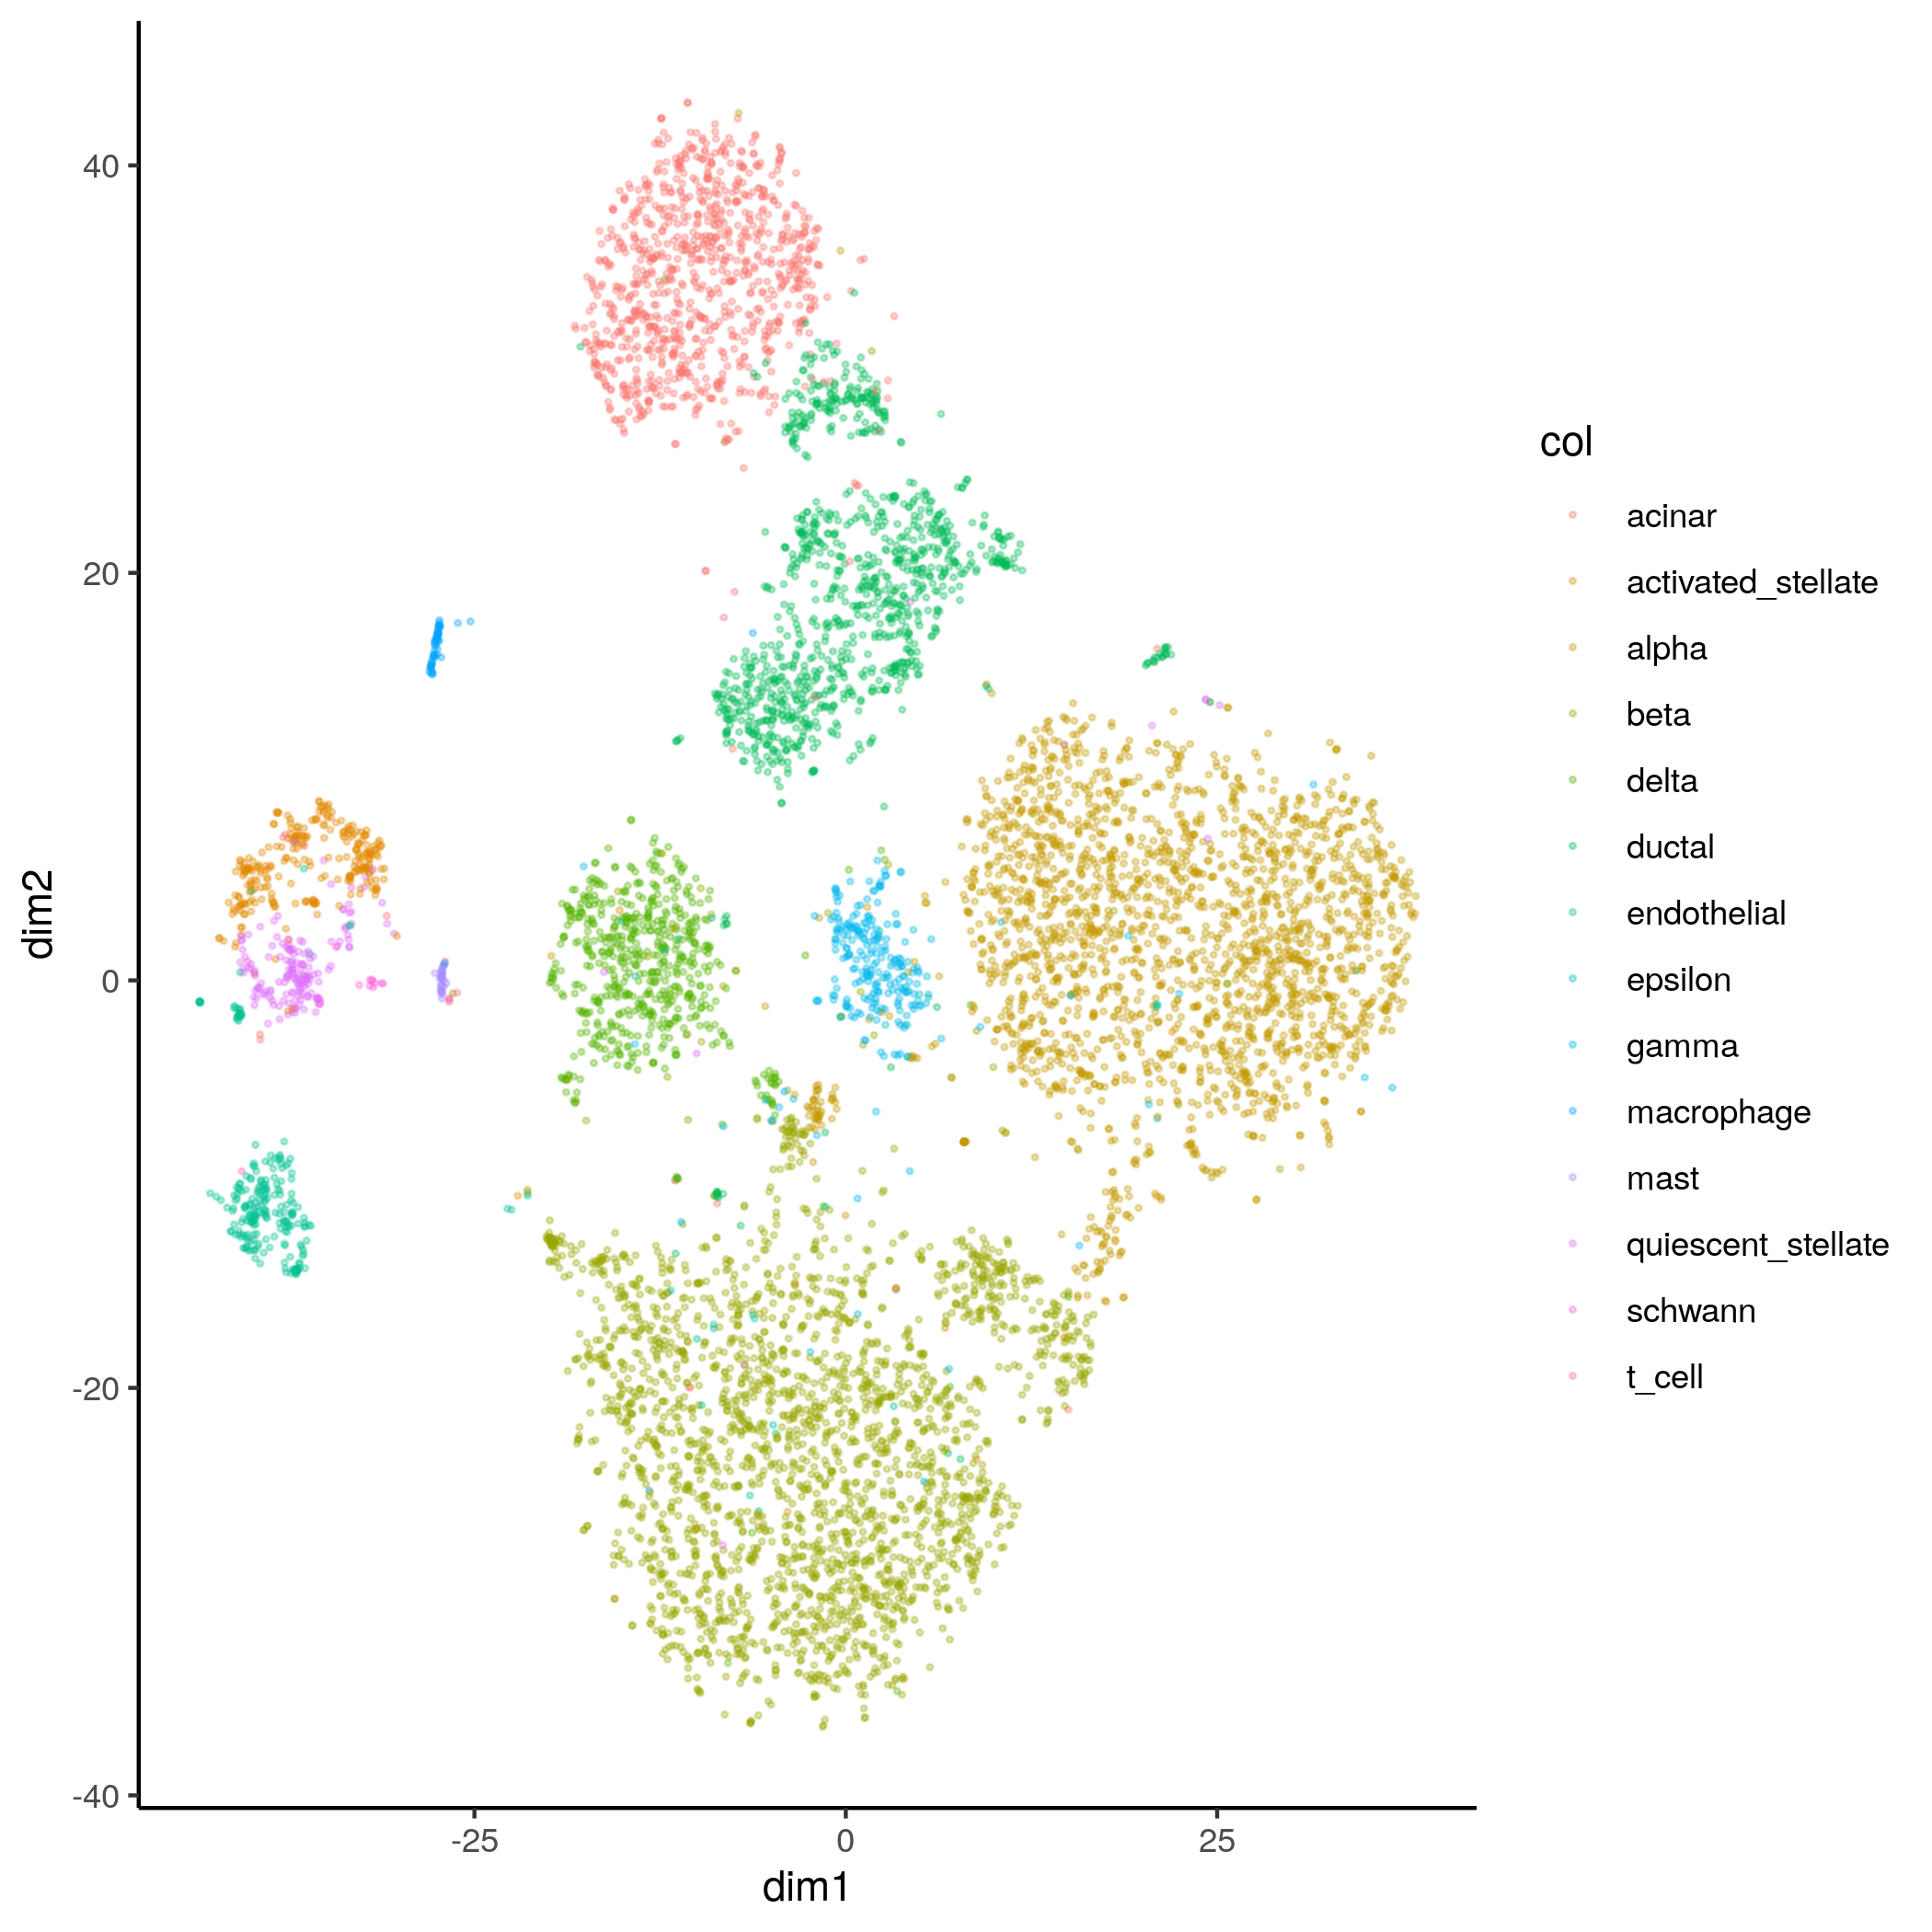 40
20
0
-20
-40
dim2
-25 0 25
dim1
col
acinar
activated_stellate
alpha
beta
delta
ductal
endothelial
epsilon
gamma
macrophage
mast
quiescent_stellate
schwann
t_cell